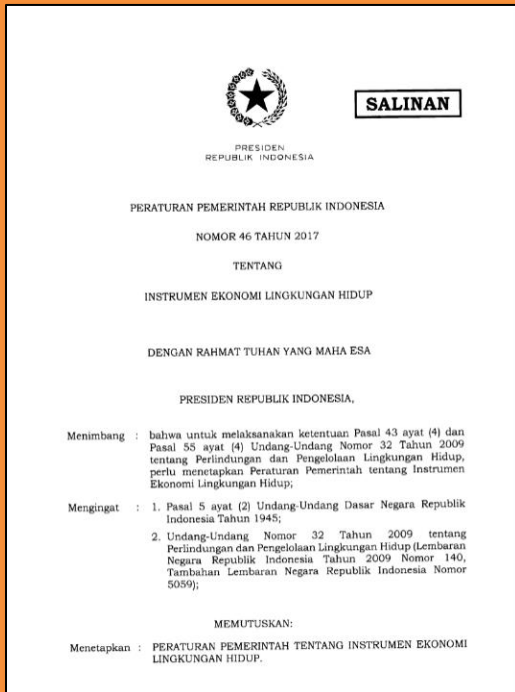 SALINAN
PRESIDEN
REPUBLIK INDONESIA
PERATURAN PEMERINTAH REPUBLIK INDONESIA
NOMOR 46 TAHUN 2017
TENTANG
INSTRUMEN EKONOMI LINGKUNGAN HIDUP
DENGAN RAHMAT TUHAN YANG MAHA ESA
PRESIDEN REPUBLIK INDONESIA,
Menimbang : bahwa untuk melaksanakan ketentuan Pasal 43 ayat (4) dan
Pasal 55 ayat (4) Undang-Undang Nomor 32 Tahun 2009
tentang Perlindungan dan Pengelolaan Lingkungan Hidup,
perlu menetapkan Peraturan Pemerintah tentang Instrumen
Ekonomi Lingkungan Hidup;
Mengingat : 1. Pasal 5 ayat (2) Undang-Undang Dasar Negara Republik
Indonesia Tahun 1945;
2. Undang-Undang Nomor 32 Tahun 2009 tentang
Perlindungan dan Pengelolaan Lingkungan Hidup (Lembaran
Negara Republik Indonesia Tahun 2009 Nomor 140,
Tambahan Lembaran Negara Republik Indonesia Nomor
5059);
MEMUTUSKAN:
Menetapkan : PERATURAN PEMERINTAH TENTANG INSTRUMEN EKONOMI
LINGKUNGAN HIDUP.